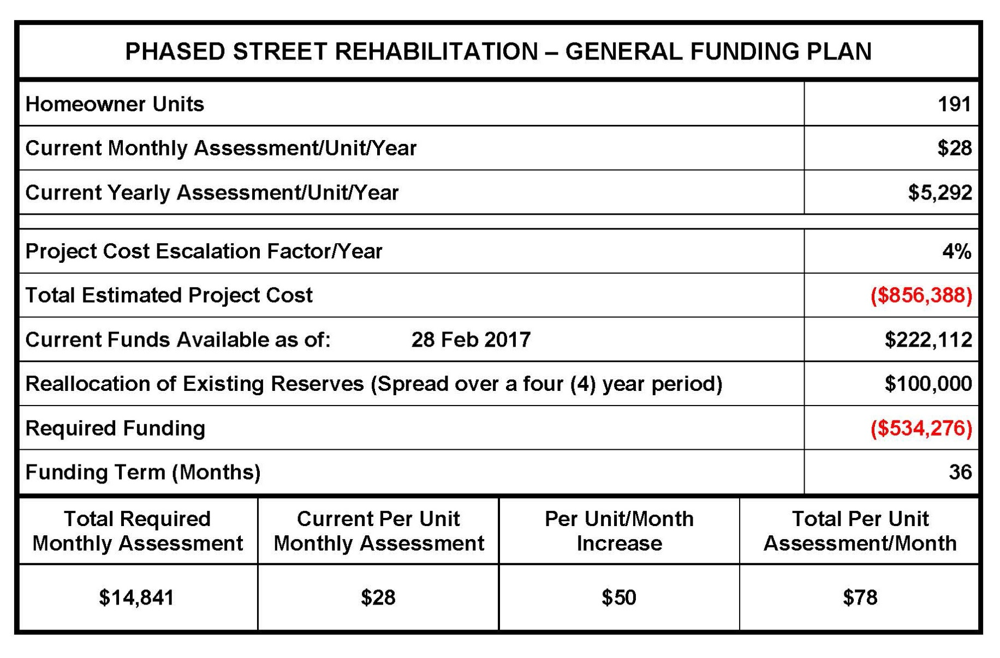 PHASED STREET REHABILITATION – GENERAL FUNDING PLAN
Homeowner Units 191
Current Monthly Assessment/Unit/Year $28
Current Yearly Assessment/Unit/Year $5,292
Project Cost Escalation Factor/Year 4%
Total Estimated Project Cost ($856,388)
Current Funds Available as of: 28 Feb 2017 $222,112
Reallocation of Existing Reserves (Spread over a four (4) year period) $100,000
Required Funding ($534,276)
Funding Term (Months) 36
Total Required
Monthly Assessment
Current Per Unit
Monthly Assessment
Per Unit/Month
Increase
Total Per Unit
Assessment/Month
$14,841 $28 $50 $78